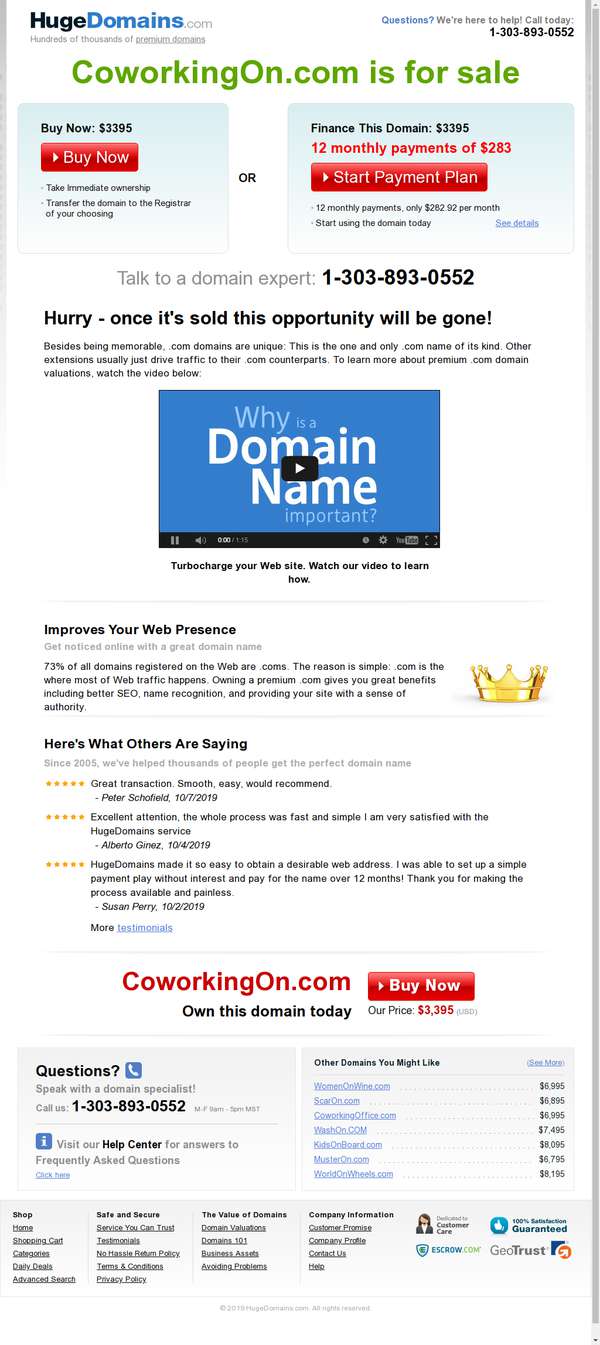 HugeDomains.com
Questions? We're here to help! Call today:
Hundreds of thousands of premium domains
1-303-893-0552
CoworkingOn.com is for sale
Buy Now: $3395
Buy Now
· Take Immediate ownership
· Transfer the domain to the Registrar
of your choosing
OR
Finance This Domain: $3395
12 monthly payments of $283
Start Payment Plan
· 12 monthly payments, only $282.92 per month
· Start using the domain today
See details
Talk to a domain expert: 1-303-893-0552
Hurry - once it's sold this opportunity will be gone!
Besides being memorable, .com domains are unique: This is the one and only .com name of its kind. Other
extensions usually just drive traffic to their .com counterparts. To learn more about premium .com domain
valuations, watch the video below:
Why is a
Domain
Name
important?
0:00 / 1:15
YouTube
Turbocharge your Web site. Watch our video to learn
how.
Improves Your Web Presence
Get noticed online with a great domain name
73% of all domains registered on the Web are .coms. The reason is simple: .com is the
where most of Web traffic happens. Owning a premium .com gives you great benefits
including better SEO, name recognition, and providing your site with a sense of
authority.
Here's What Others Are Saying
Since 2005, we've helped thousands of people get the perfect domain name
Great transaction. Smooth, easy, would recommend.
- Peter Schofield, 10/7/2019
Excellent attention, the whole process was fast and simple I am very satisfied with the
HugeDomains service
- Alberto Ginez, 10/4/2019
HugeDomains made it so easy to obtain a desirable web address. I was able to set up a simple
payment play without interest and pay for the name over 12 months! Thank you for making the
process available and painless.
- Susan Perry, 10/2/2019
More testimonials
CoworkingOn.com
Own this domain today
Buy Now
Our Price: $3,395 (USD)
Questions?
Speak with a domain specialist!
Call us: 1-303-893-0552 M-F 9am - 5pm MST
Visit our Help Center for answers to
Frequently Asked Questions
Click here
Other Domains You Might Like
(See More)
WomenOnWine.com $6,995
ScarOn.com $6,895
CoworkingOffice.com $6,995
WashOn.COM $7,495
KidsOnBoard.com $8,095
MusterOn.com $6,795
WorldOnWheels.com $8,195
Shop
Home
Shopping Cart
Categories
Daily Deals
Advanced Search
Safe and Secure
Service You Can Trust
Testimonials
No Hassle Return Policy
Terms & Conditions
Privacy Policy
The Value of Domains
Domain Valuations
Domains 101
Business Assets
Avoiding Problems
Company Information
Customer Promise
Company Profile
Contact Us
Help
Dedicated to
Customer
Care
100% Satisfaction
Guaranteed
ESCROW.COM
GeoTrust
© 2019 HugeDomains.com. All rights reserved.